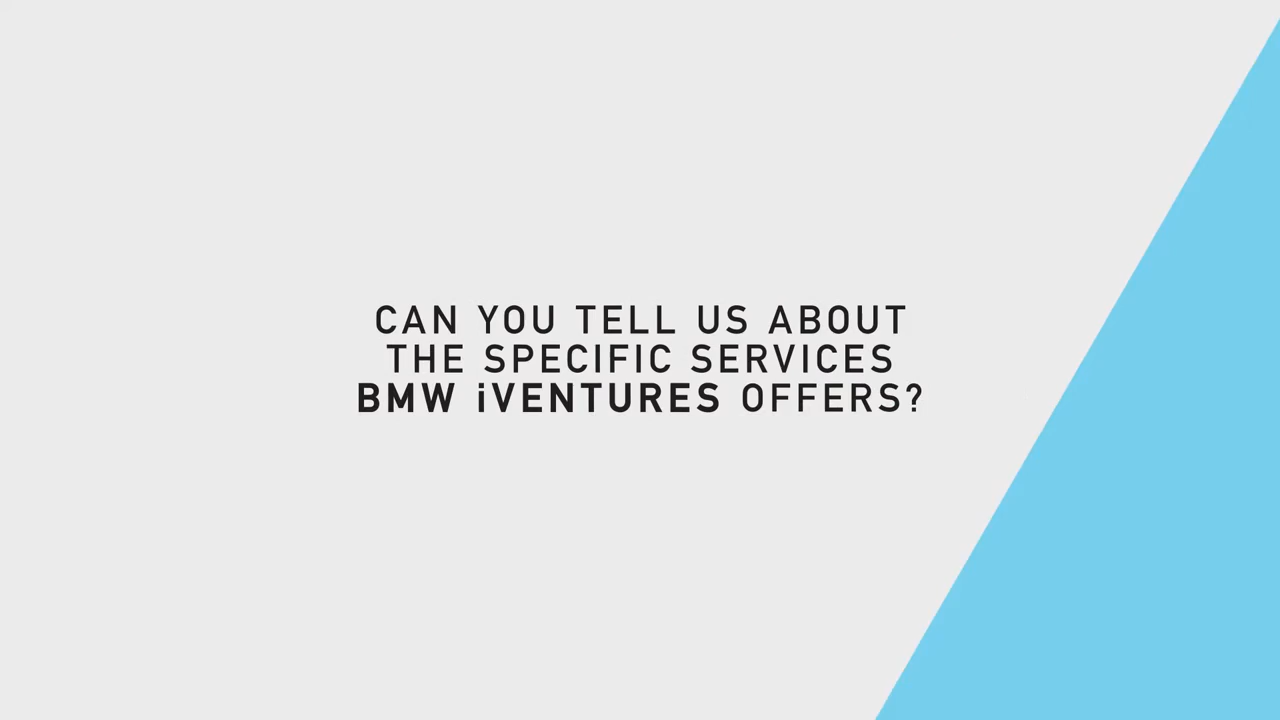 CAN YOU TELL US ABOUT
THE SPECIFIC SERVICES
BMW iVENTURES OFFERS?